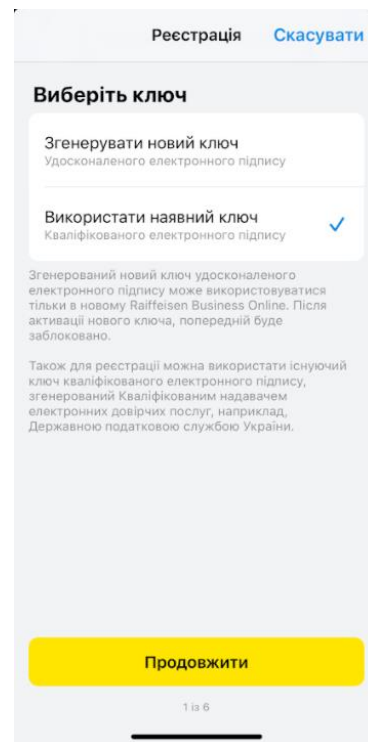 Реєстрація Скасувати
Виберіть ключ
Згенерувати новий ключ
Удосконаленого електронного підпису
Використати наявний ключ
Кваліфікованого електронного підпису
Згенерований новий ключ удосконаленого
електронного підпису може використовуватися
тільки в новому Raiffeisen Business Online. Після
активації нового ключа, попередній буде
заблоковано.
Також для реєстрації можна використати існуючий
ключ кваліфікованого електронного підпису,
згенерований Кваліфікованим надавачем
електронних довірчих послуг, наприклад,
Державною податковою службою України.
Продовжити
1 із 6